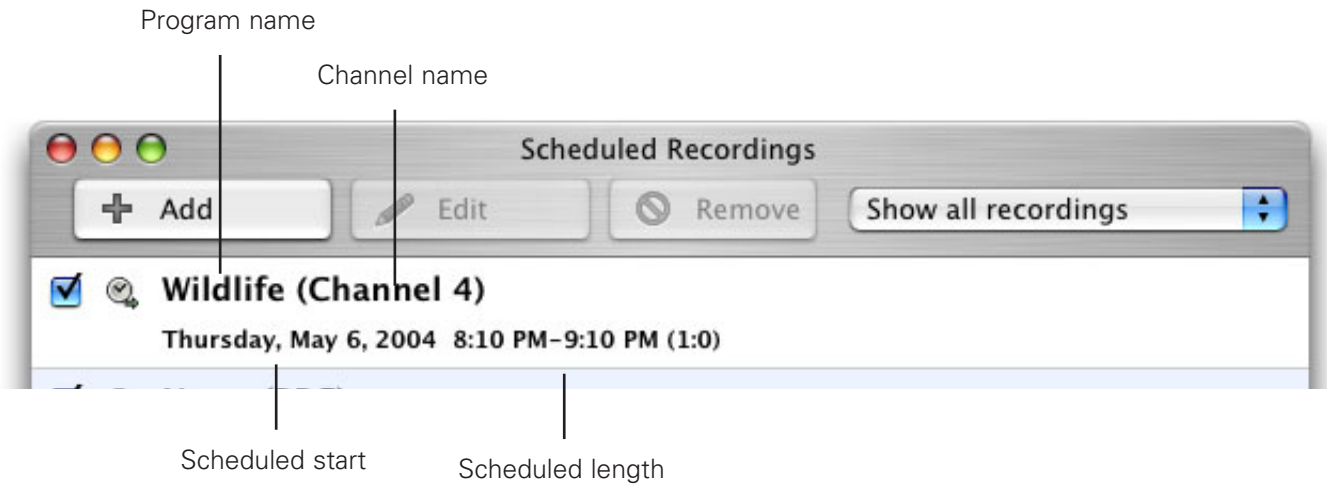 Program name
Channel name
Scheduled Recordings
Add
Edit
Remove
Show all recordings
Wildlife (Channel 4)
Thursday, May 6, 2004 8:10 PM–9:10 PM (1:0)
Scheduled start
Scheduled length